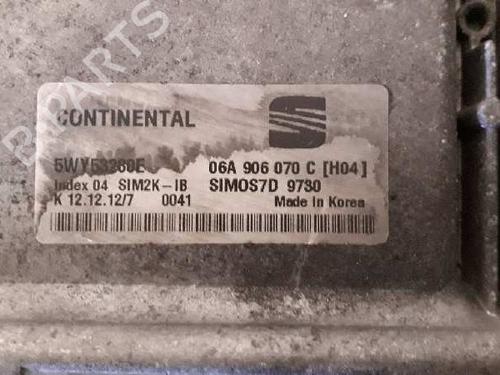 CONTINENTAL
5WY53260E 06A 906 070 C [H04]
Index 04 SIM2K-IB SIMOS7D 9730
K 12.12.12/7 0041 Made in Korea